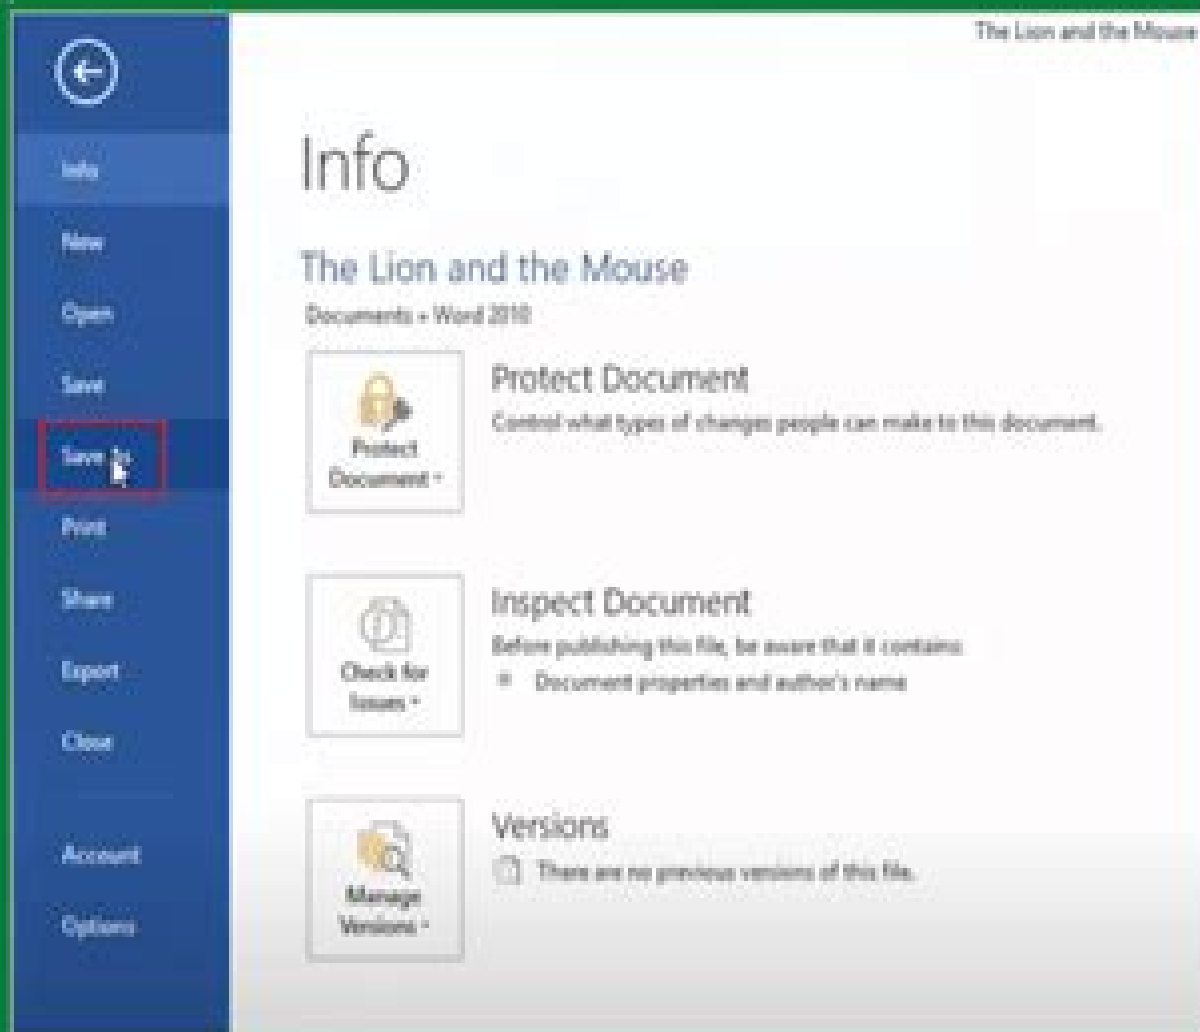 The Lion and the Mouse
Info
New
Open
Save
Save As
Print
Share
Export
Close
Account
Options
Info
The Lion and the Mouse
Documents » Word 2010
Protect Document
Control what types of changes people can make to this document.
Protect
Document
Inspect Document
Before publishing this file, be aware that it contains:
Document properties and author's name
Check for
Issues
Versions
There are no previous versions of this file.
Manage
Versions